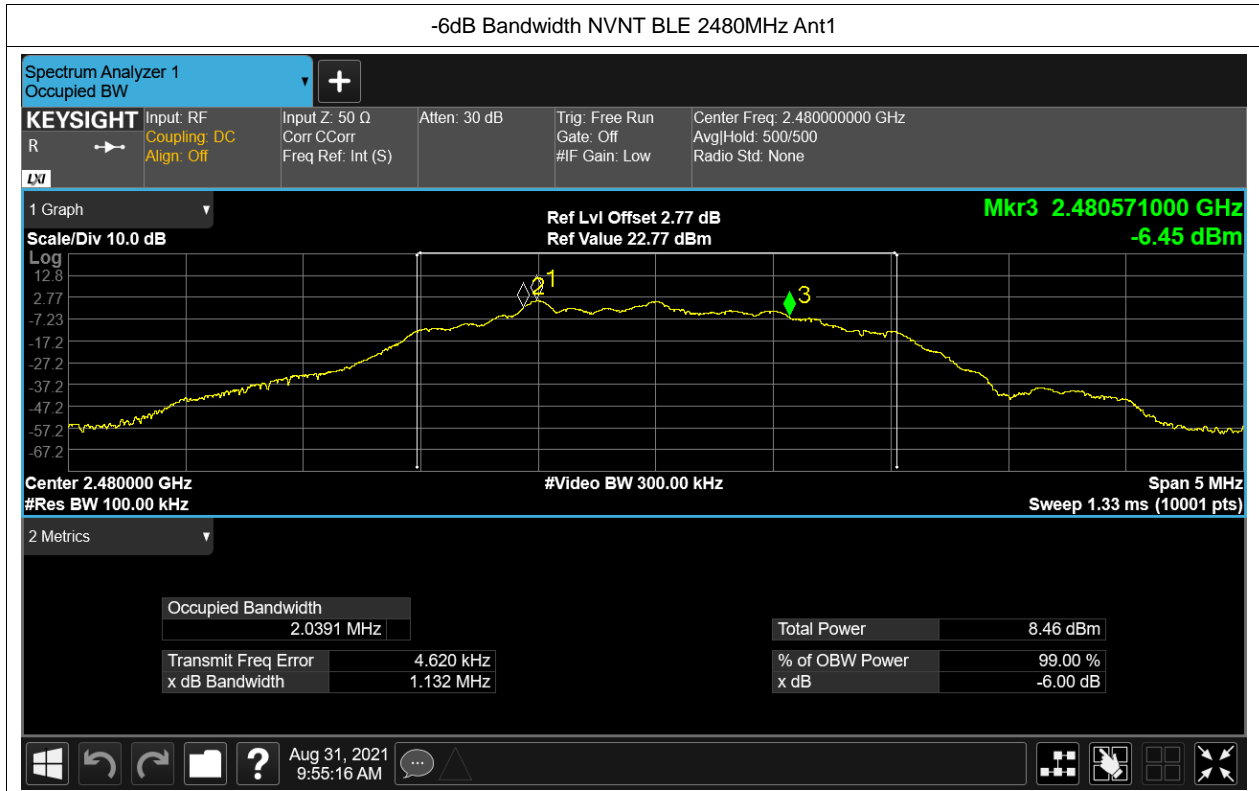 -6dB Bandwidth NVNT BLE 2480MHz Ant1
Spectrum Analyzer 1
Occupied BW
KEYSIGHT
R
LXI
Input: RF
Coupling: DC
Align: Off
Input Z: 50 Ω
Corr CCorr
Freq Ref: Int (S)
Atten: 30 dB
Trig: Free Run
Gate: Off
#IF Gain: Low
Center Freq: 2.480000000 GHz
Avg|Hold: 500/500
Radio Std: None
1 Graph
Scale/Div 10.0 dB
Ref Lvl Offset 2.77 dB
Ref Value 22.77 dBm
Mkr3 2.480571000 GHz
-6.45 dBm
Log
12.8
2.77
-7.23
-17.2
-27.2
-37.2
-47.2
-57.2
-67.2
2
1
3
Center 2.480000 GHz
#Res BW 100.00 kHz
#Video BW 300.00 kHz
Span 5 MHz
Sweep 1.33 ms (10001 pts)
2 Metrics
Occupied Bandwidth
2.0391 MHz
Transmit Freq Error 4.620 kHz
x dB Bandwidth 1.132 MHz
Total Power 8.46 dBm
% of OBW Power 99.00 %
x dB -6.00 dB
?
Aug 31, 2021
9:55:16 AM